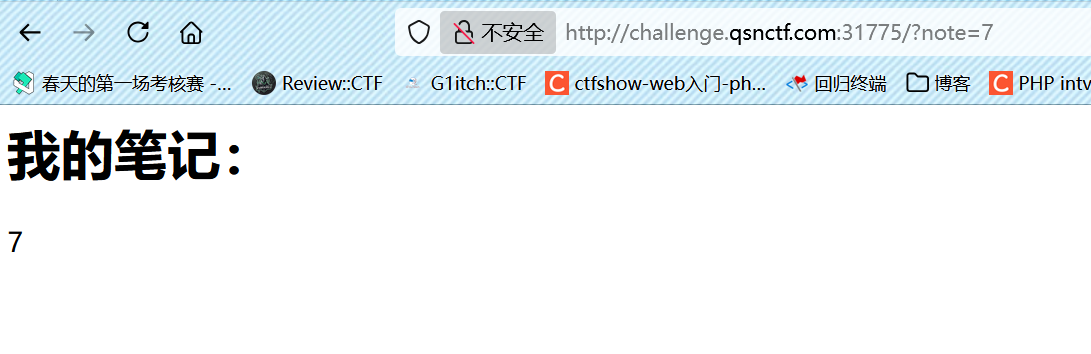 不安全 http://challenge.qsnctf.com:31775/?note=7
春天的第一场考核赛 -... Review::CTF G1itch::CTF ctfshow-web入门-ph... 回归终端 博客 PHP intv
我的笔记：
7